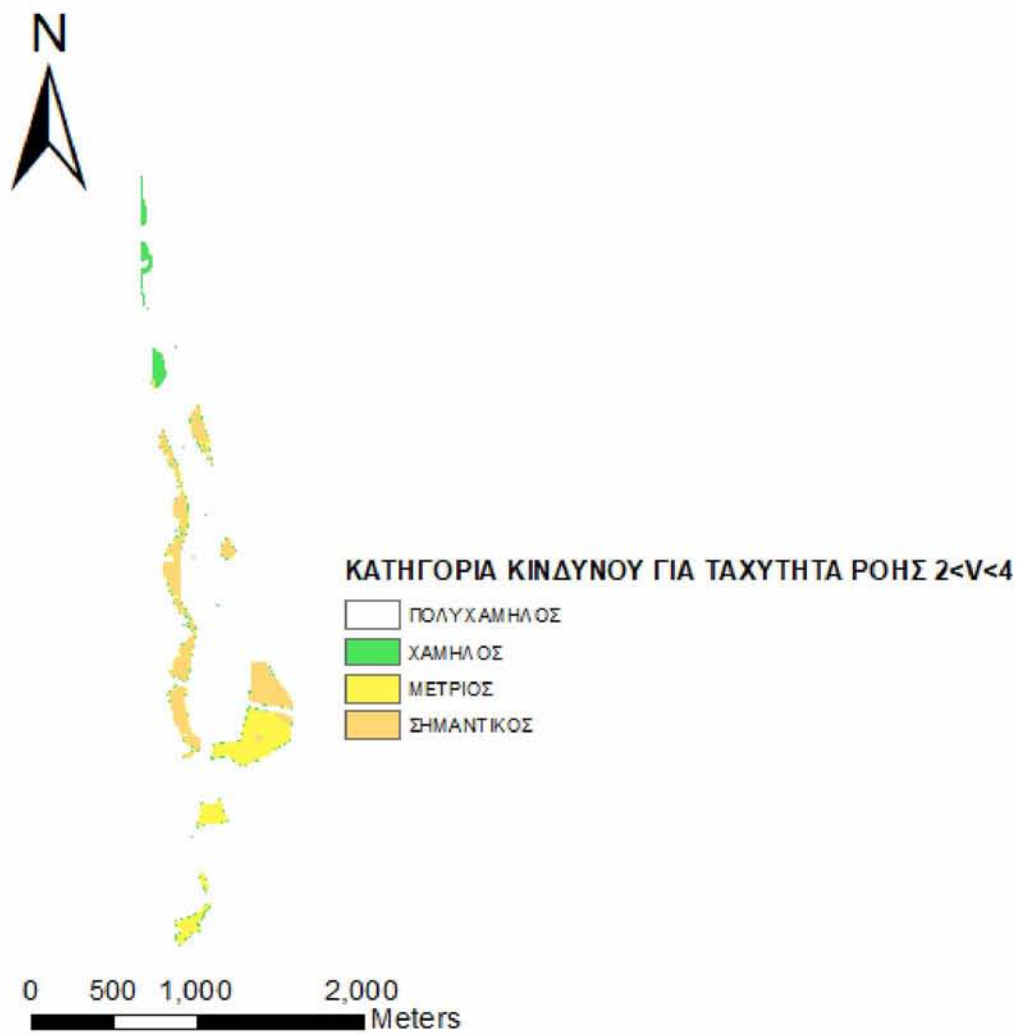 N
ΚΑΤΗΓΟΡΙΑ ΚΙΝΔΥΝΟΥ ΓΙΑ ΤΑΧΥΤΗΤΑ ΡΟΗΣ 2<V<4
ΠΟΛΥΧΑΜΗΛΟΣ
ΧΑΜΗΛΟΣ
ΜΕΤΡΙΟΣ
ΣΗΜΑΝΤΙΚΟΣ
0 500 1,000 2,000
Meters